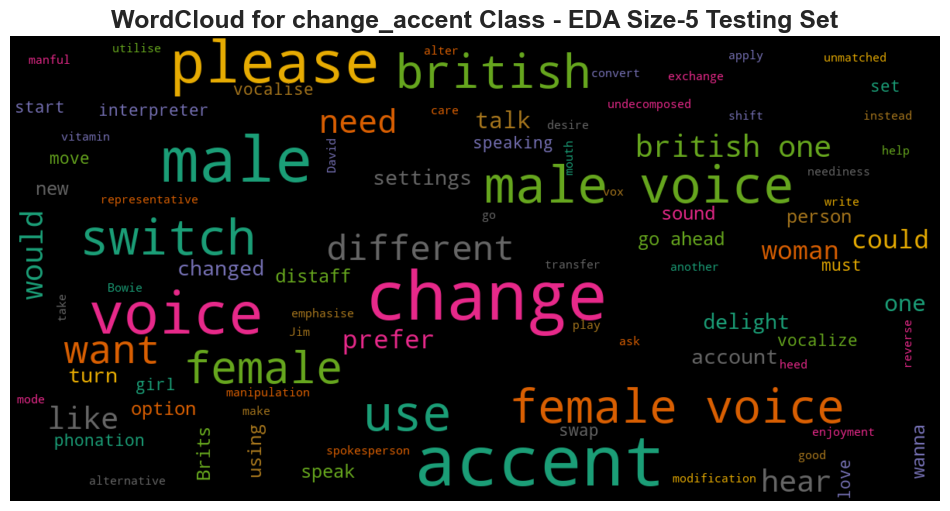 WordCloud for change_accent Class - EDA Size-5 Testing Set
manful
utilise
please
vocalise
british
alter
convert
exchange
apply
unmatched
set
start
interpreter
need
care
talk
desire
undecomposed
shift
instead
vitamin
David
speaking
mouth
british one
help
move
male
settings
male voice
vox
neediness
new
representative
write
would
switch
different
go
sound
person
go ahead
woman
could
must
changed
distaff
transfer
another
take
Bowie
voice
emphasise
Jim
change
play
delight
one
want
prefer
ask
vocalize
reverse
turn
girl
female
account
heed
mode
option
manipulation
make
use
female voice
like
phonation
swap
enjoyment
Brits
using
spokesperson
speak
accent
good
modification
hear
love
wanna
alternative